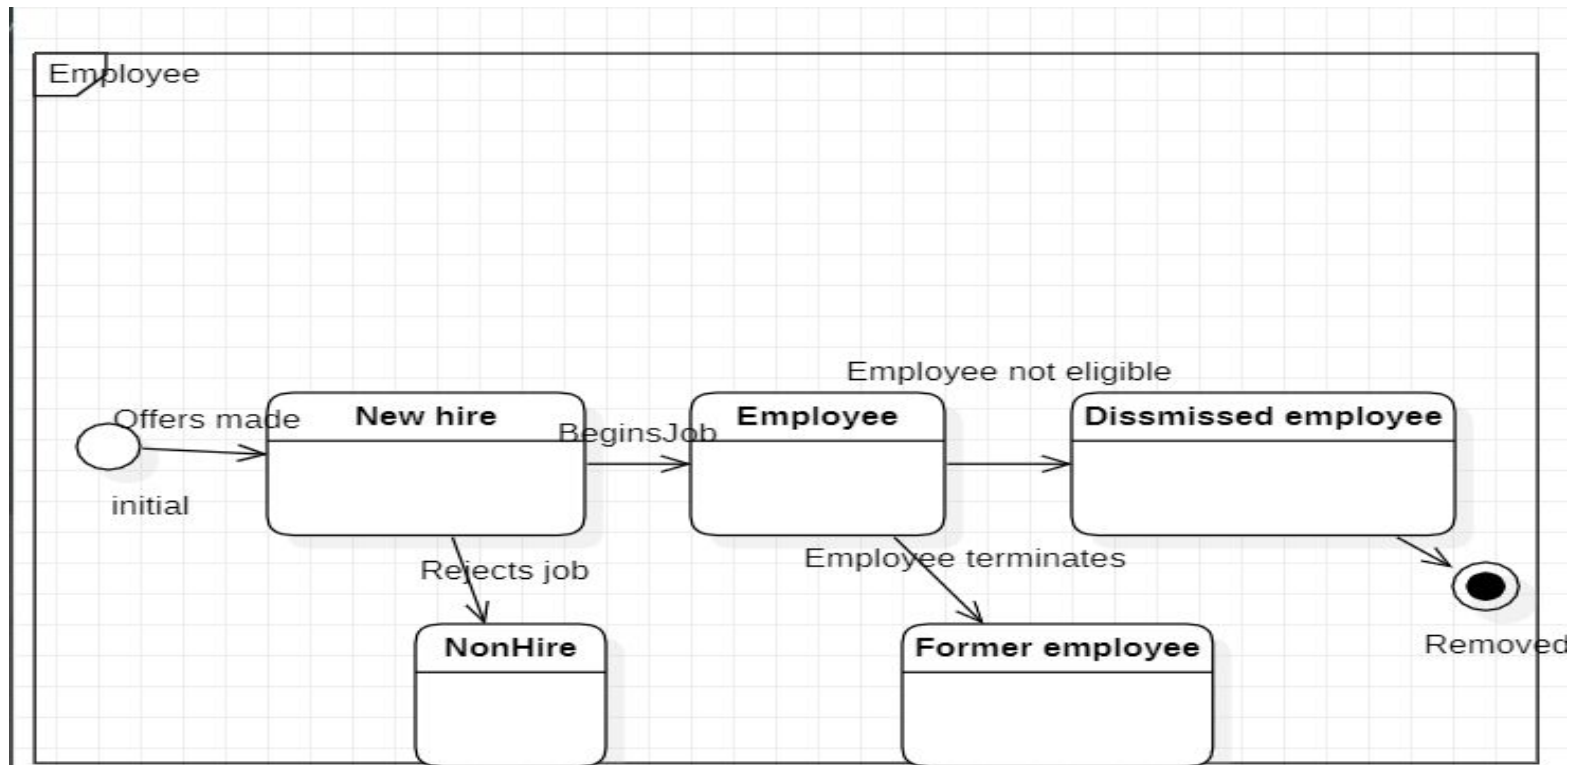 Employee
Employee not eligible
Offers made
New hire
BeginsJob
Employee
Dissmissed employee
initial
Rejects job
Employee terminates
NonHire
Former employee
Removed